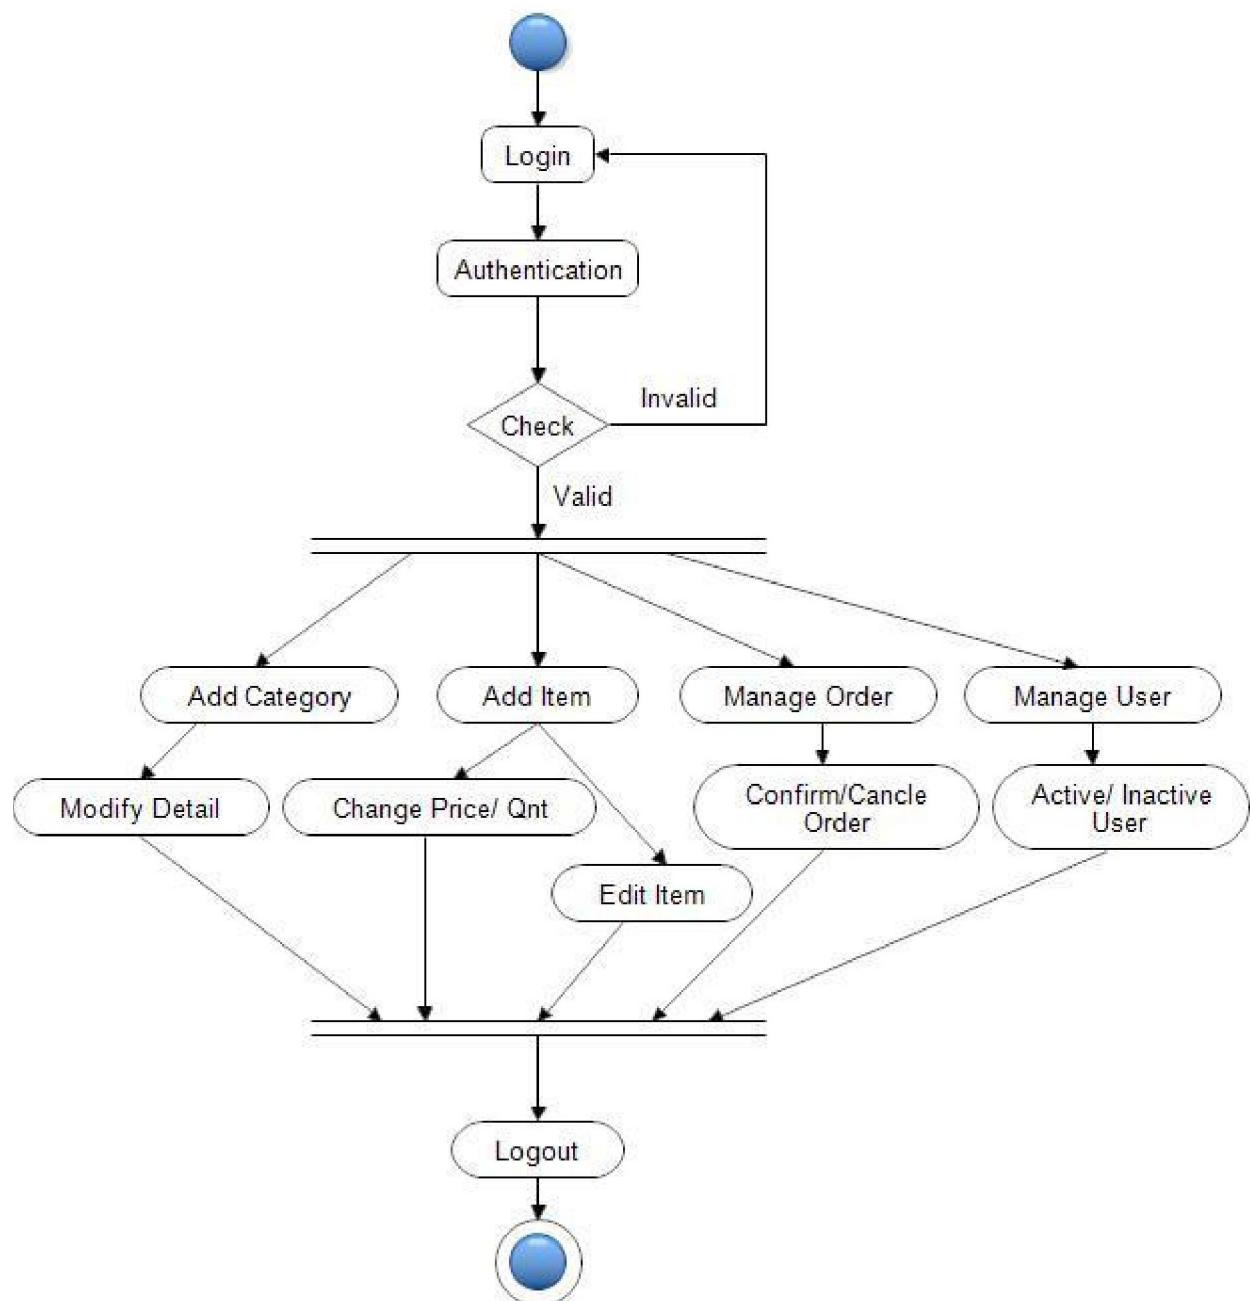 Login
Authentication
Check
Invalid
Valid
Add Category
Add Item
Manage Order
Manage User
Modify Detail
Change Price/ Qnt
Confirm/Cancle
Order
Active/ Inactive
User
Edit Item
Logout